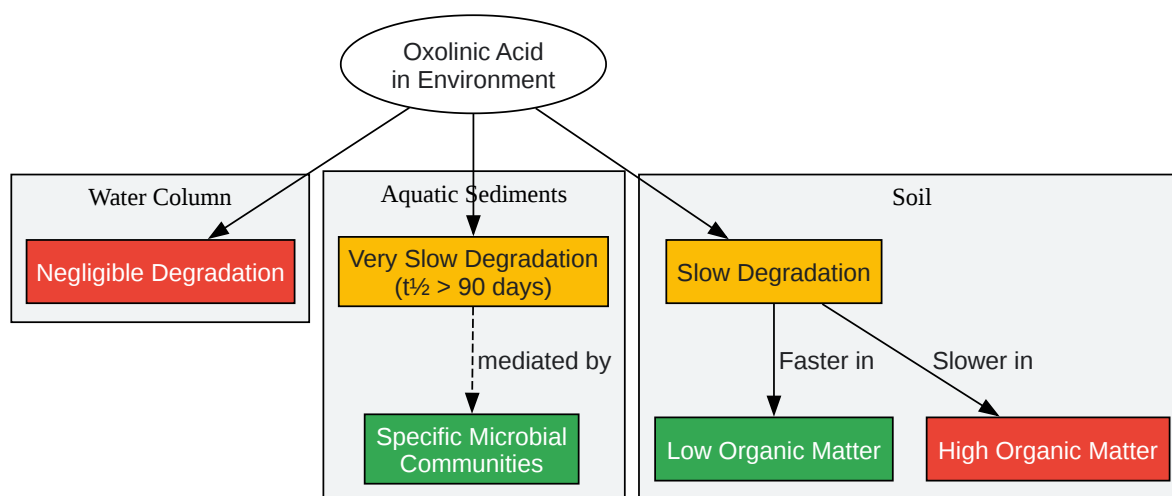 Oxolinic Acid
in Environment
Water Column
Aquatic Sediments
Soil
Negligible Degradation
Very Slow Degradation
(t½ > 90 days)
Slow Degradation
mediated by
Faster in
Slower in
Specific Microbial
Communities
Low Organic Matter
High Organic Matter